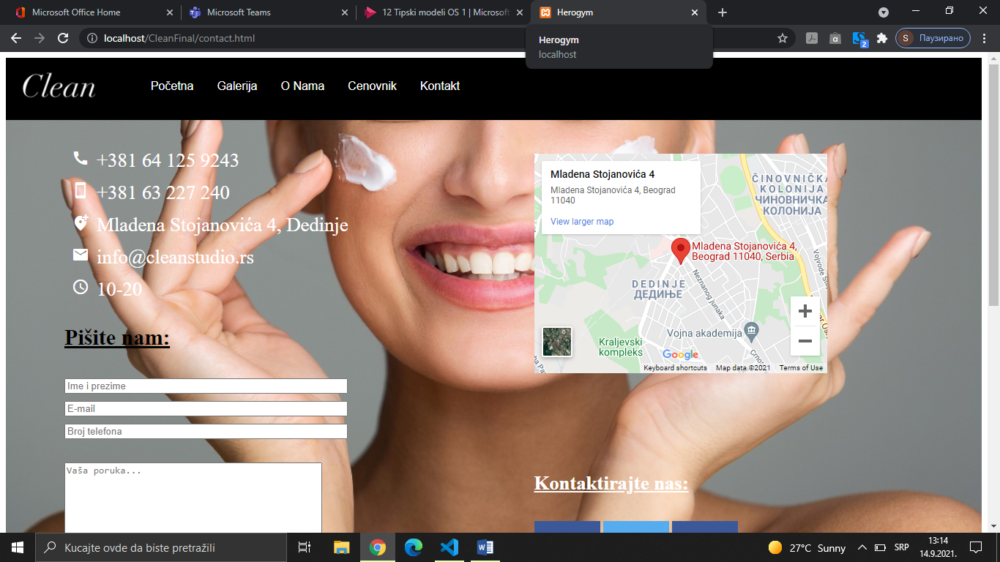 Microsoft Office Home
Microsoft Teams
12 Tipski modeli OS 1 | Microsoft
Herogym
localhost/CleanFinal/contact.html
Herogym
localhost
2
S
Паузирано
Clean
Početna
Galerija
O Nama
Cenovnik
Kontakt
+381 64 125 9243
+381 63 227 240
Mladena Stojanovića 4, Dedinje
info@cleanstudio.rs
10-20
Mladena Stojanovića 4
Mladena Stojanovića 4, Beograd
11040
View larger map
ČINOVNIČKA
KOLONIJA
ЧИНОВНИЧКА
КОЛОНИЈА
Mladena Stojanovića 4,
Beograd 11040, Serbia
DEDINJE
ДЕДИЊЕ
Neznanog junaka
Vojvode Ste
Vojna akademija
Kraljevski
kompleks
Crno
Google
Keyboard shortcuts
Map data ©2021
Terms of Use
Pišite nam:
Ime i prezime
E-mail
Broj telefona
Vaša poruka...
Kontaktirajte nas:
Kucajte ovde da biste pretražili
27°C Sunny
SRP
13:14
14.9.2021.